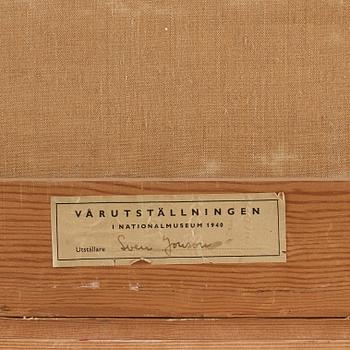 VÅRUTSTÄLLNINGEN
I NATIONALMUSEUM 1940
Utställare Sven Jonson